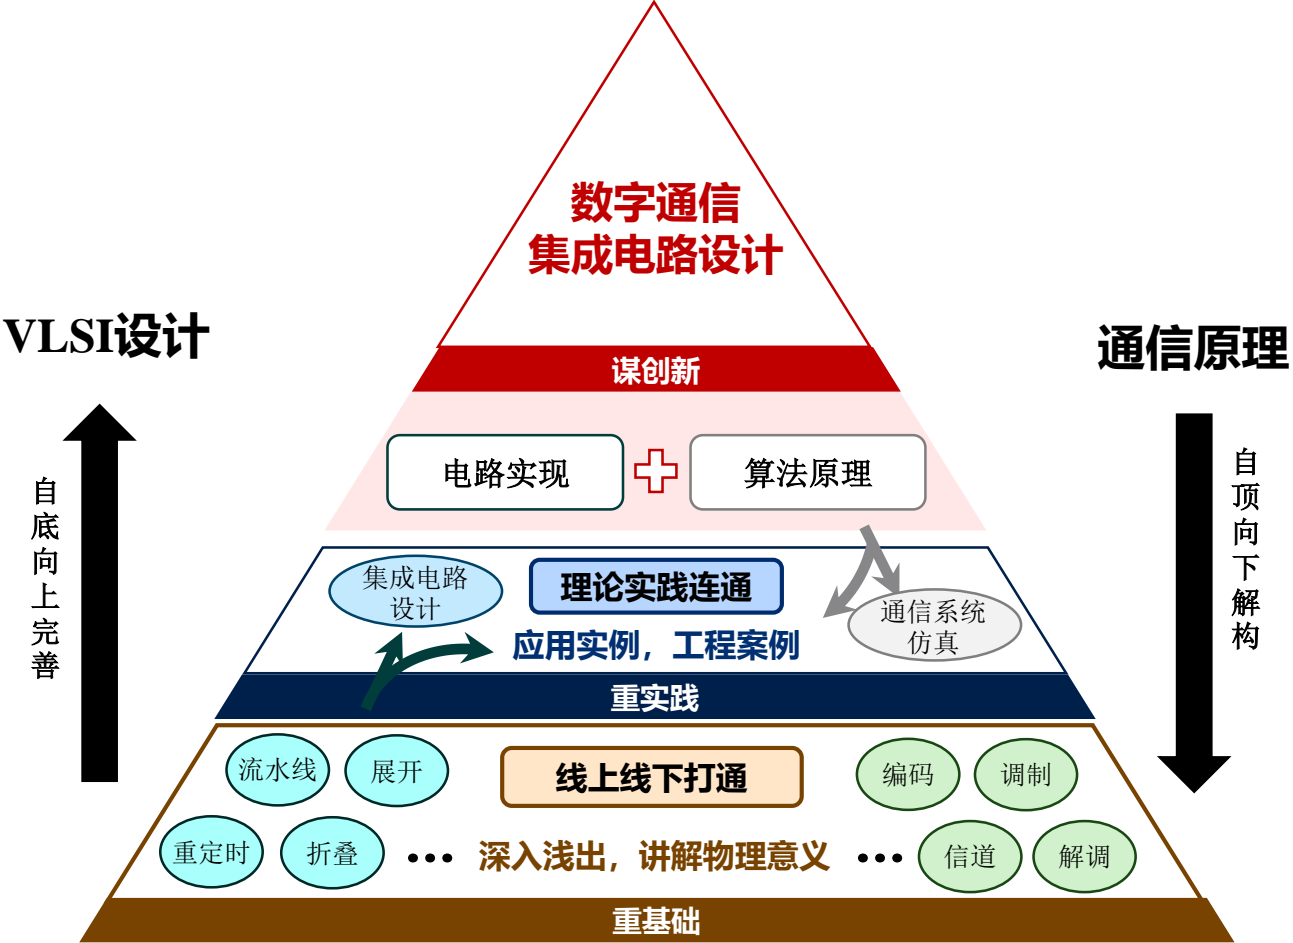 数字通信
集成电路设计
VLSI设计
通信原理
谋创新
电路实现
算法原理
自底向上完善
自顶向下解构
集成电路
设计
理论实践连通
通信系统
仿真
应用实例，工程案例
重实践
流水线
展开
线上线下打通
编码
调制
重定时
折叠
••• 深入浅出，讲解物理意义 •••
信道
解调
重基础